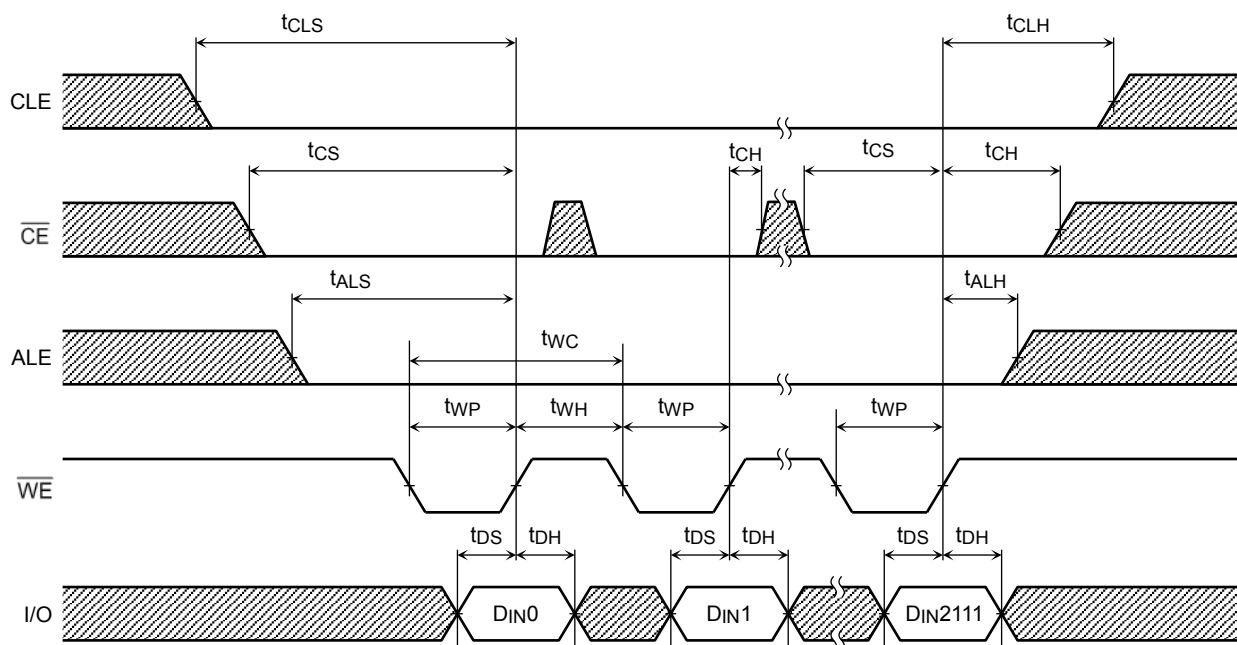 tCLS tCLH
CLE
tCS tCH tCS tCH
CE
tALS tALH
ALE
tWC
tWP tWH tWP tWP
WE
tDS tDH tDS tDH tDS tDH
I/O DIN0 DIN1 DIN2111